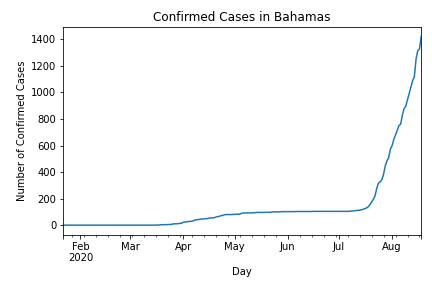 Confirmed Cases in Bahamas
1400
1200
1000
800
600
400
200
0
Number of Confirmed Cases
Feb Mar Apr May Jun Jul Aug
2020
Day